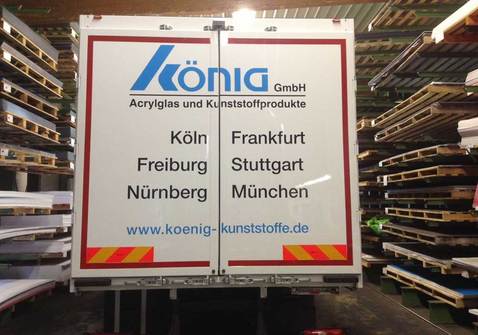 König GmbH
Acrylglas und Kunststoffprodukte
Köln Frankfurt
Freiburg Stuttgart
Nürnberg München
www.koenig-kunststoffe.de